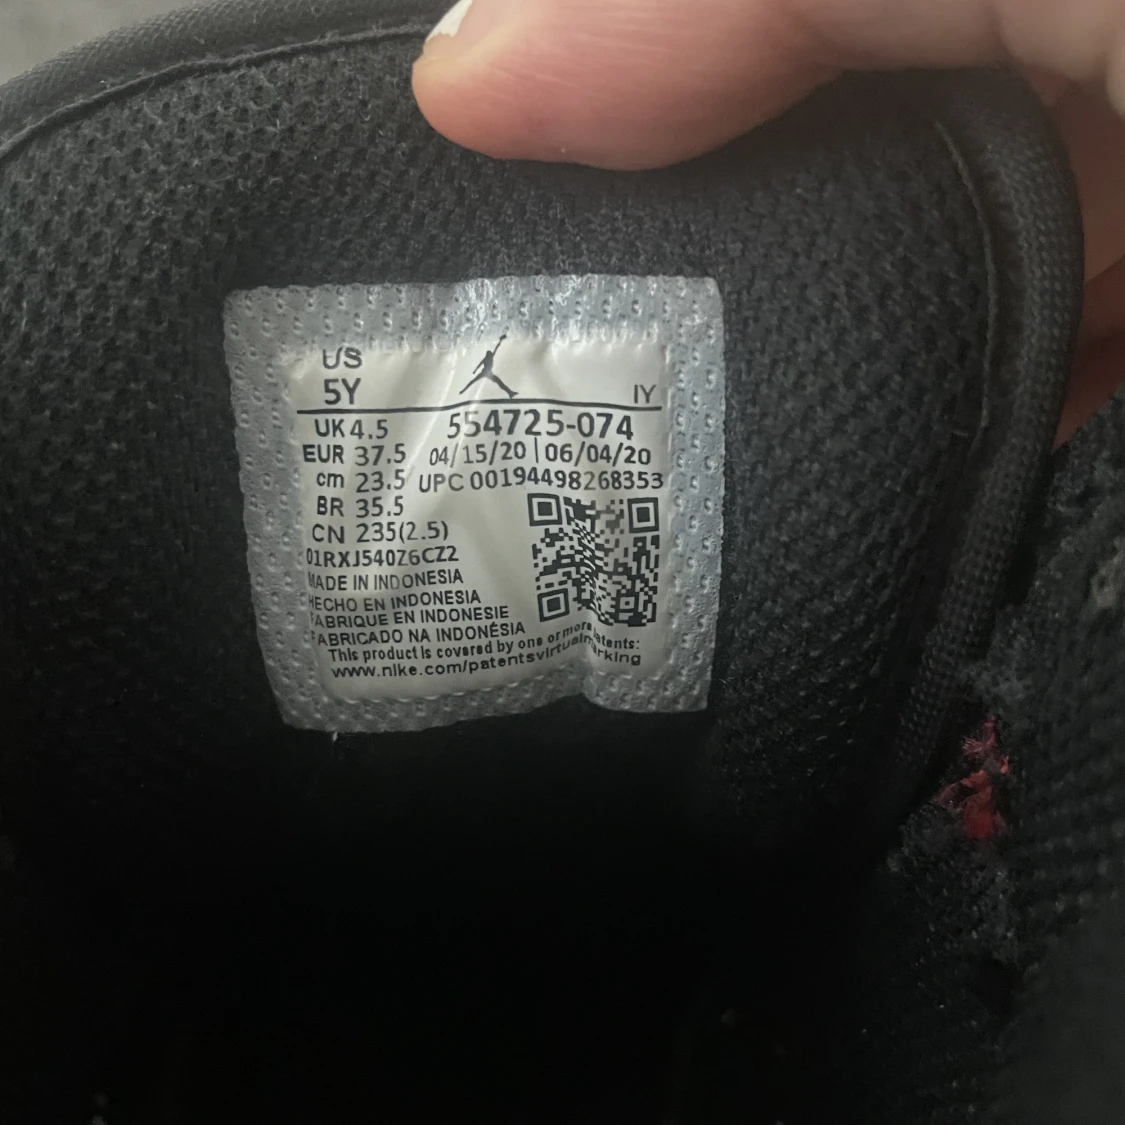 US
5Y
IY
UK 4.5 554725-074
EUR 37.5 04/15/20 | 06/04/20
cm 23.5 UPC 00194498268353
BR 35.5
CN 235(2.5)
01RXJ540Z6CZ2
MADE IN INDONESIA
HECHO EN INDONESIA
FABRIQUE EN INDONESIE
FABRICADO NA INDONÉSIA
This product is covered by one or more patents:
www.nike.com/patentsvirtualmarking